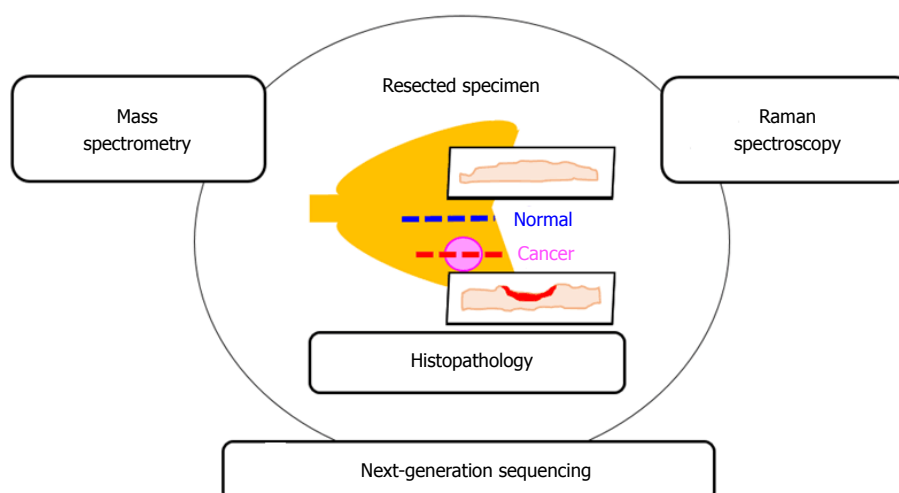 Resected specimen
Mass
spectrometry
Raman
spectroscopy
Normal
Cancer
Histopathology
Next-generation sequencing